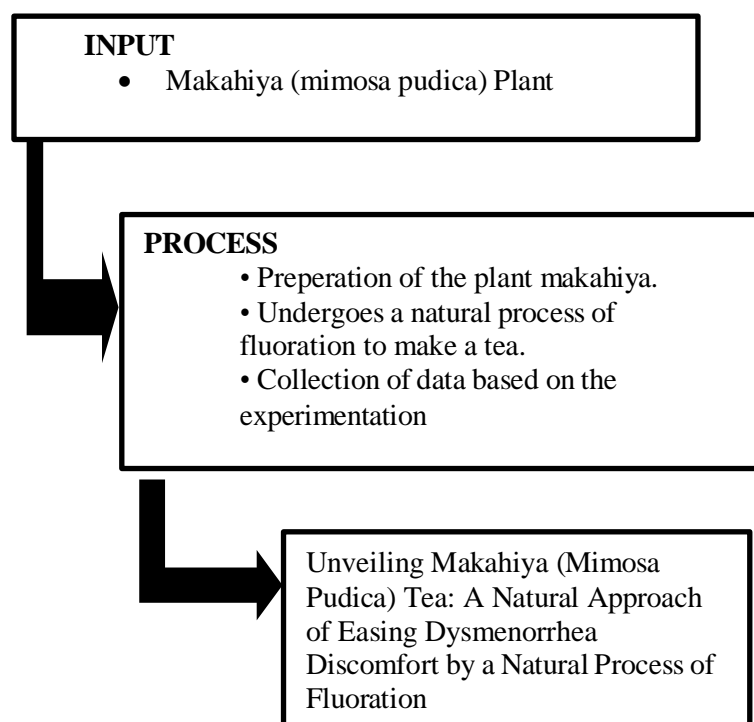 INPUT
• Makahiya (mimosa pudica) Plant
PROCESS
• Preperation of the plant makahiya.
• Undergoes a natural process of
fluoration to make a tea.
• Collection of data based on the
experimentation
Unveiling Makahiya (Mimosa
Pudica) Tea: A Natural Approach
of Easing Dysmenorrhea
Discomfort by a Natural Process of
Fluoration